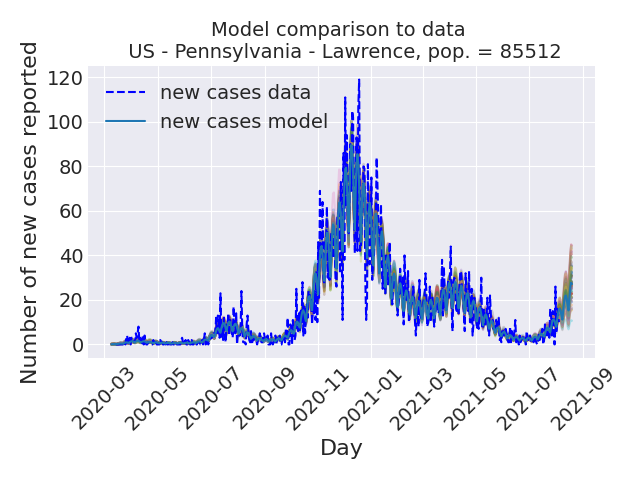 Model comparison to data
US - Pennsylvania - Lawrence, pop. = 85512
new cases data
new cases model
Number of new cases reported
120
100
80
60
40
20
0
2020-03
2020-05
2020-07
2020-09
2020-11
2021-01
2021-03
2021-05
2021-07
2021-09
Day